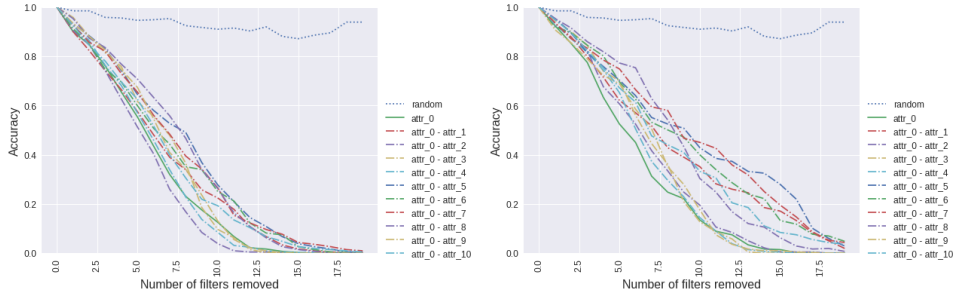 1.0
0.8
0.6
0.4
0.2
0.0
Accuracy
0.0
2.5
5.0
7.5
10.0
12.5
15.0
17.5
Number of filters removed
random
attr_0
attr_0 - attr_1
attr_0 - attr_2
attr_0 - attr_3
attr_0 - attr_4
attr_0 - attr_5
attr_0 - attr_6
attr_0 - attr_7
attr_0 - attr_8
attr_0 - attr_9
attr_0 - attr_10
1.0
0.8
0.6
0.4
0.2
0.0
Accuracy
0.0
2.5
5.0
7.5
10.0
12.5
15.0
17.5
Number of filters removed
random
attr_0
attr_0 - attr_1
attr_0 - attr_2
attr_0 - attr_3
attr_0 - attr_4
attr_0 - attr_5
attr_0 - attr_6
attr_0 - attr_7
attr_0 - attr_8
attr_0 - attr_9
attr_0 - attr_10